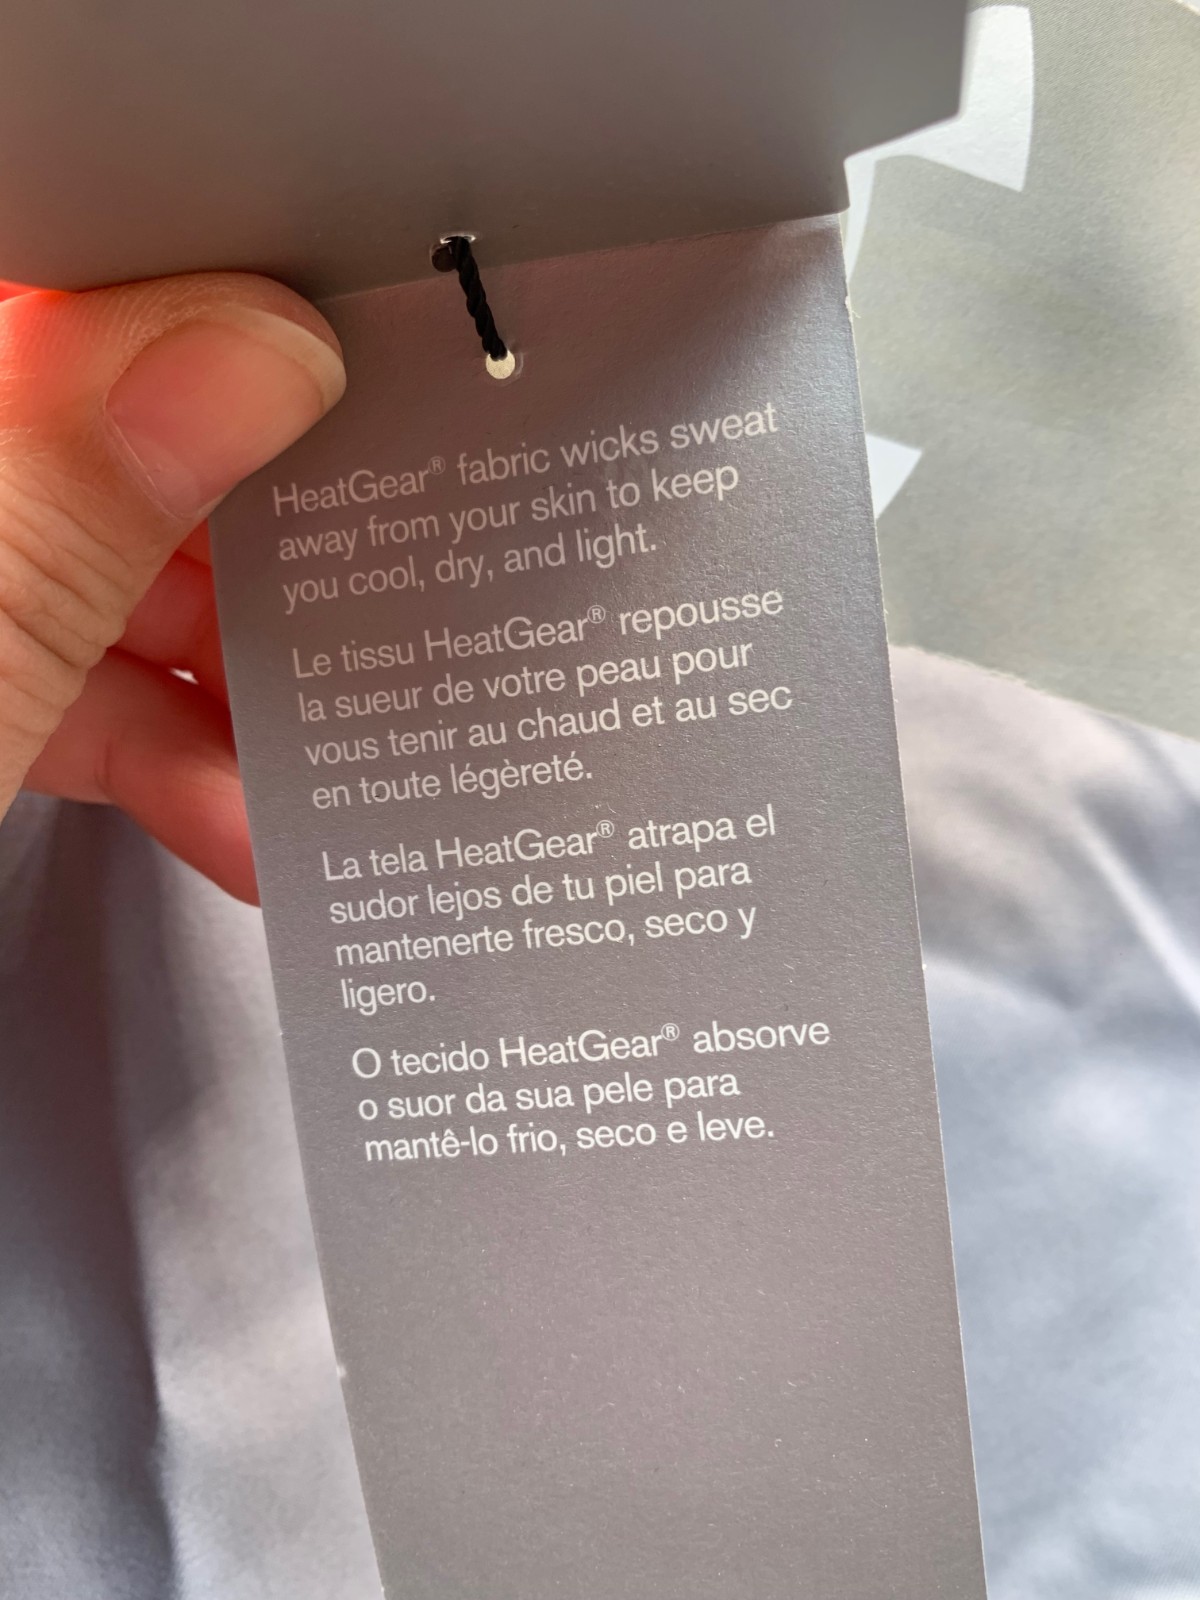 HeatGear® fabric wicks sweat
away from your skin to keep
you cool, dry, and light.
Le tissu HeatGear® repousse
la sueur de votre peau pour
vous tenir au chaud et au sec
en toute légèreté.
La tela HeatGear® atrapa el
sudor lejos de tu piel para
mantenerte fresco, seco y
ligero.
O tecido HeatGear® absorve
o suor da sua pele para
mantê-lo frio, seco e leve.